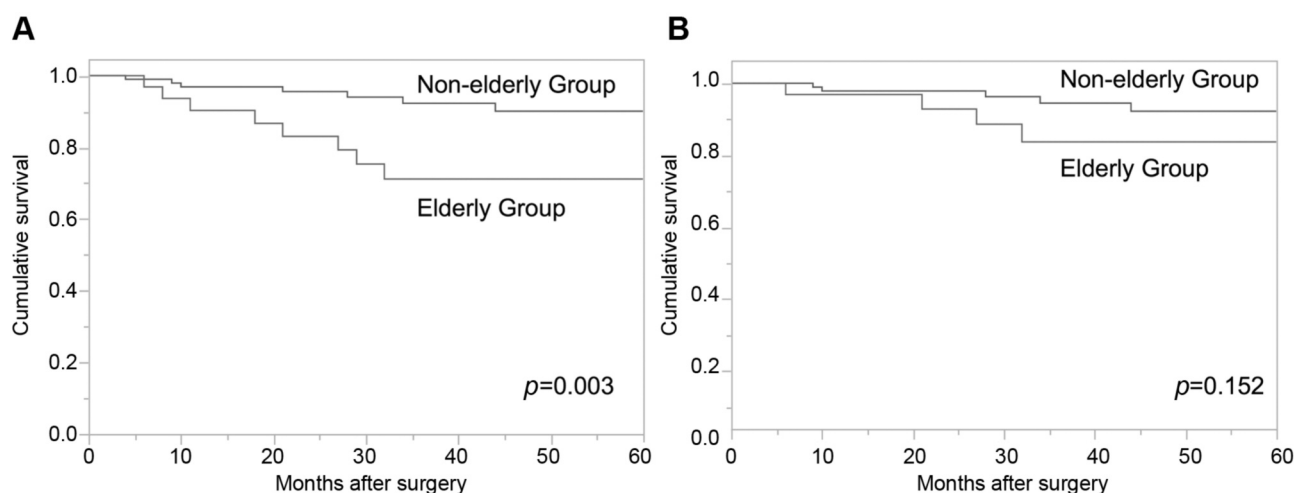 A
1.0
0.8
0.6
0.4
0.2
0.0
Cumulative survival
Non-elderly Group
Elderly Group
p=0.003
0 10 20 30 40 50 60
Months after surgery
B
1.0
0.8
0.6
0.4
0.2
0.0
Cumulative survival
Non-elderly Group
Elderly Group
p=0.152
0 10 20 30 40 50 60
Months after surgery